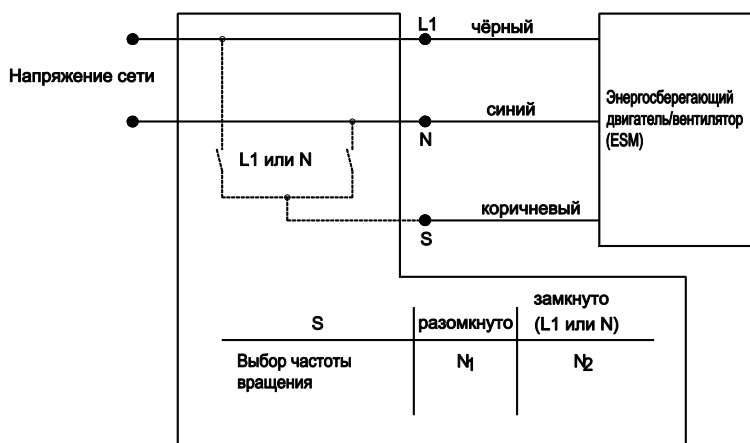 L1
чёрный
Напряжение сети
Энергосберегающий
двигатель/вентилятор
(ESM)
синий
N
L1 или N
коричневый
S
замкнуто
S
разомкнуто
(L1 или N)
Выбор частоты
вращения
N1
N2